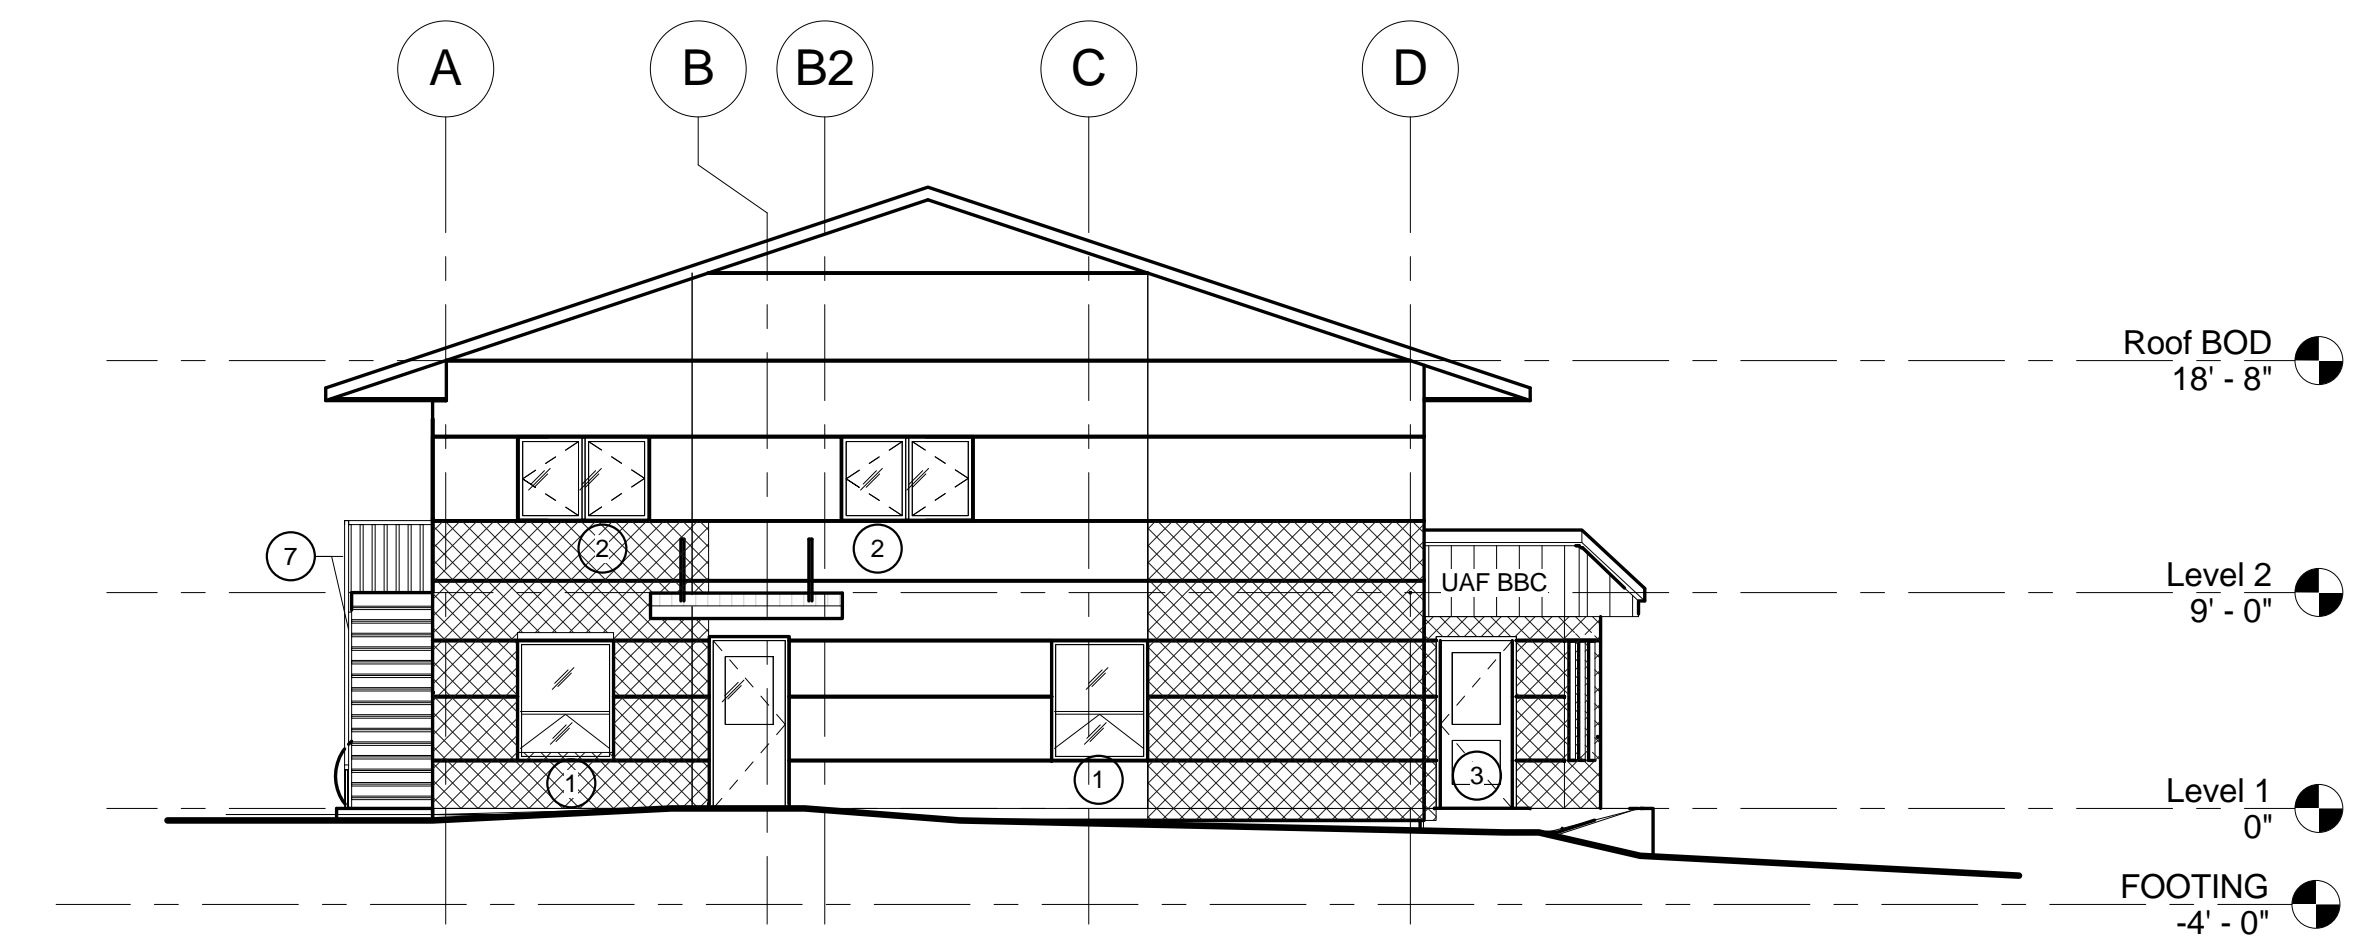 A
B
B2
C
D
Roof BOD
18' - 8"
2
2
7
UAF BBC
Level 2
9' - 0"
1
1
3
Level 1
0"
FOOTING
-4' - 0"